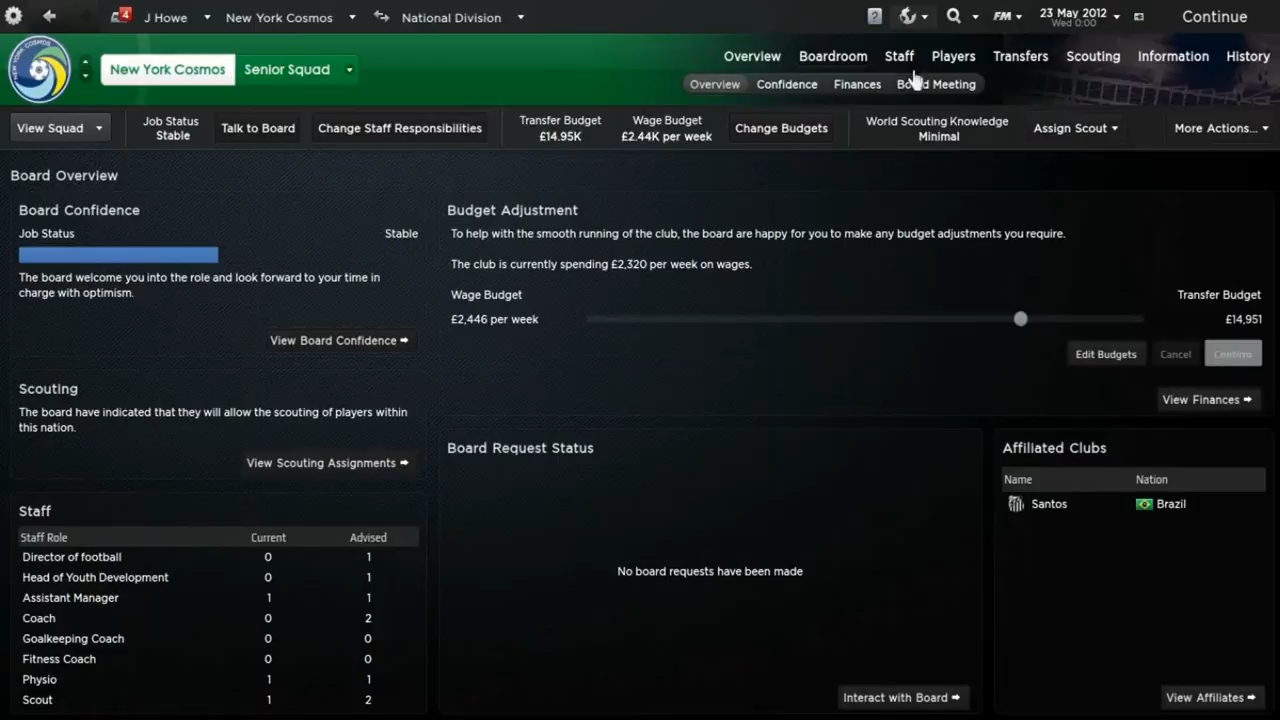 4 J Howe New York Cosmos National Division ? FM 23 May 2012 Wed 0:00 Continue
New York Cosmos Senior Squad
Overview Boardroom Staff Players Transfers Scouting Information History
Overview Confidence Finances Board Meeting
View Squad
Job Status
Stable
Talk to Board
Change Staff Responsibilities
Transfer Budget
£14.95K
Wage Budget
£2.44K per week
Change Budgets
World Scouting Knowledge
Minimal
Assign Scout
More Actions...
Board Overview
Board Confidence
Job Status Stable
The board welcome you into the role and look forward to your time in
charge with optimism.
View Board Confidence
Scouting
The board have indicated that they will allow the scouting of players within
this nation.
View Scouting Assignments
Staff
Staff Role Current Advised
Director of football 0 1
Head of Youth Development 0 1
Assistant Manager 1 1
Coach 0 2
Goalkeeping Coach 0 0
Fitness Coach 0 0
Physio 1 1
Scout 1 2
Budget Adjustment
To help with the smooth running of the club, the board are happy for you to make any budget adjustments you require.
The club is currently spending £2,320 per week on wages.
Wage Budget Transfer Budget
£2,446 per week £14,951
Edit Budgets Cancel Confirm
View Finances
Board Request Status
No board requests have been made
Interact with Board
Affiliated Clubs
Name Nation
Santos Brazil
View Affiliates